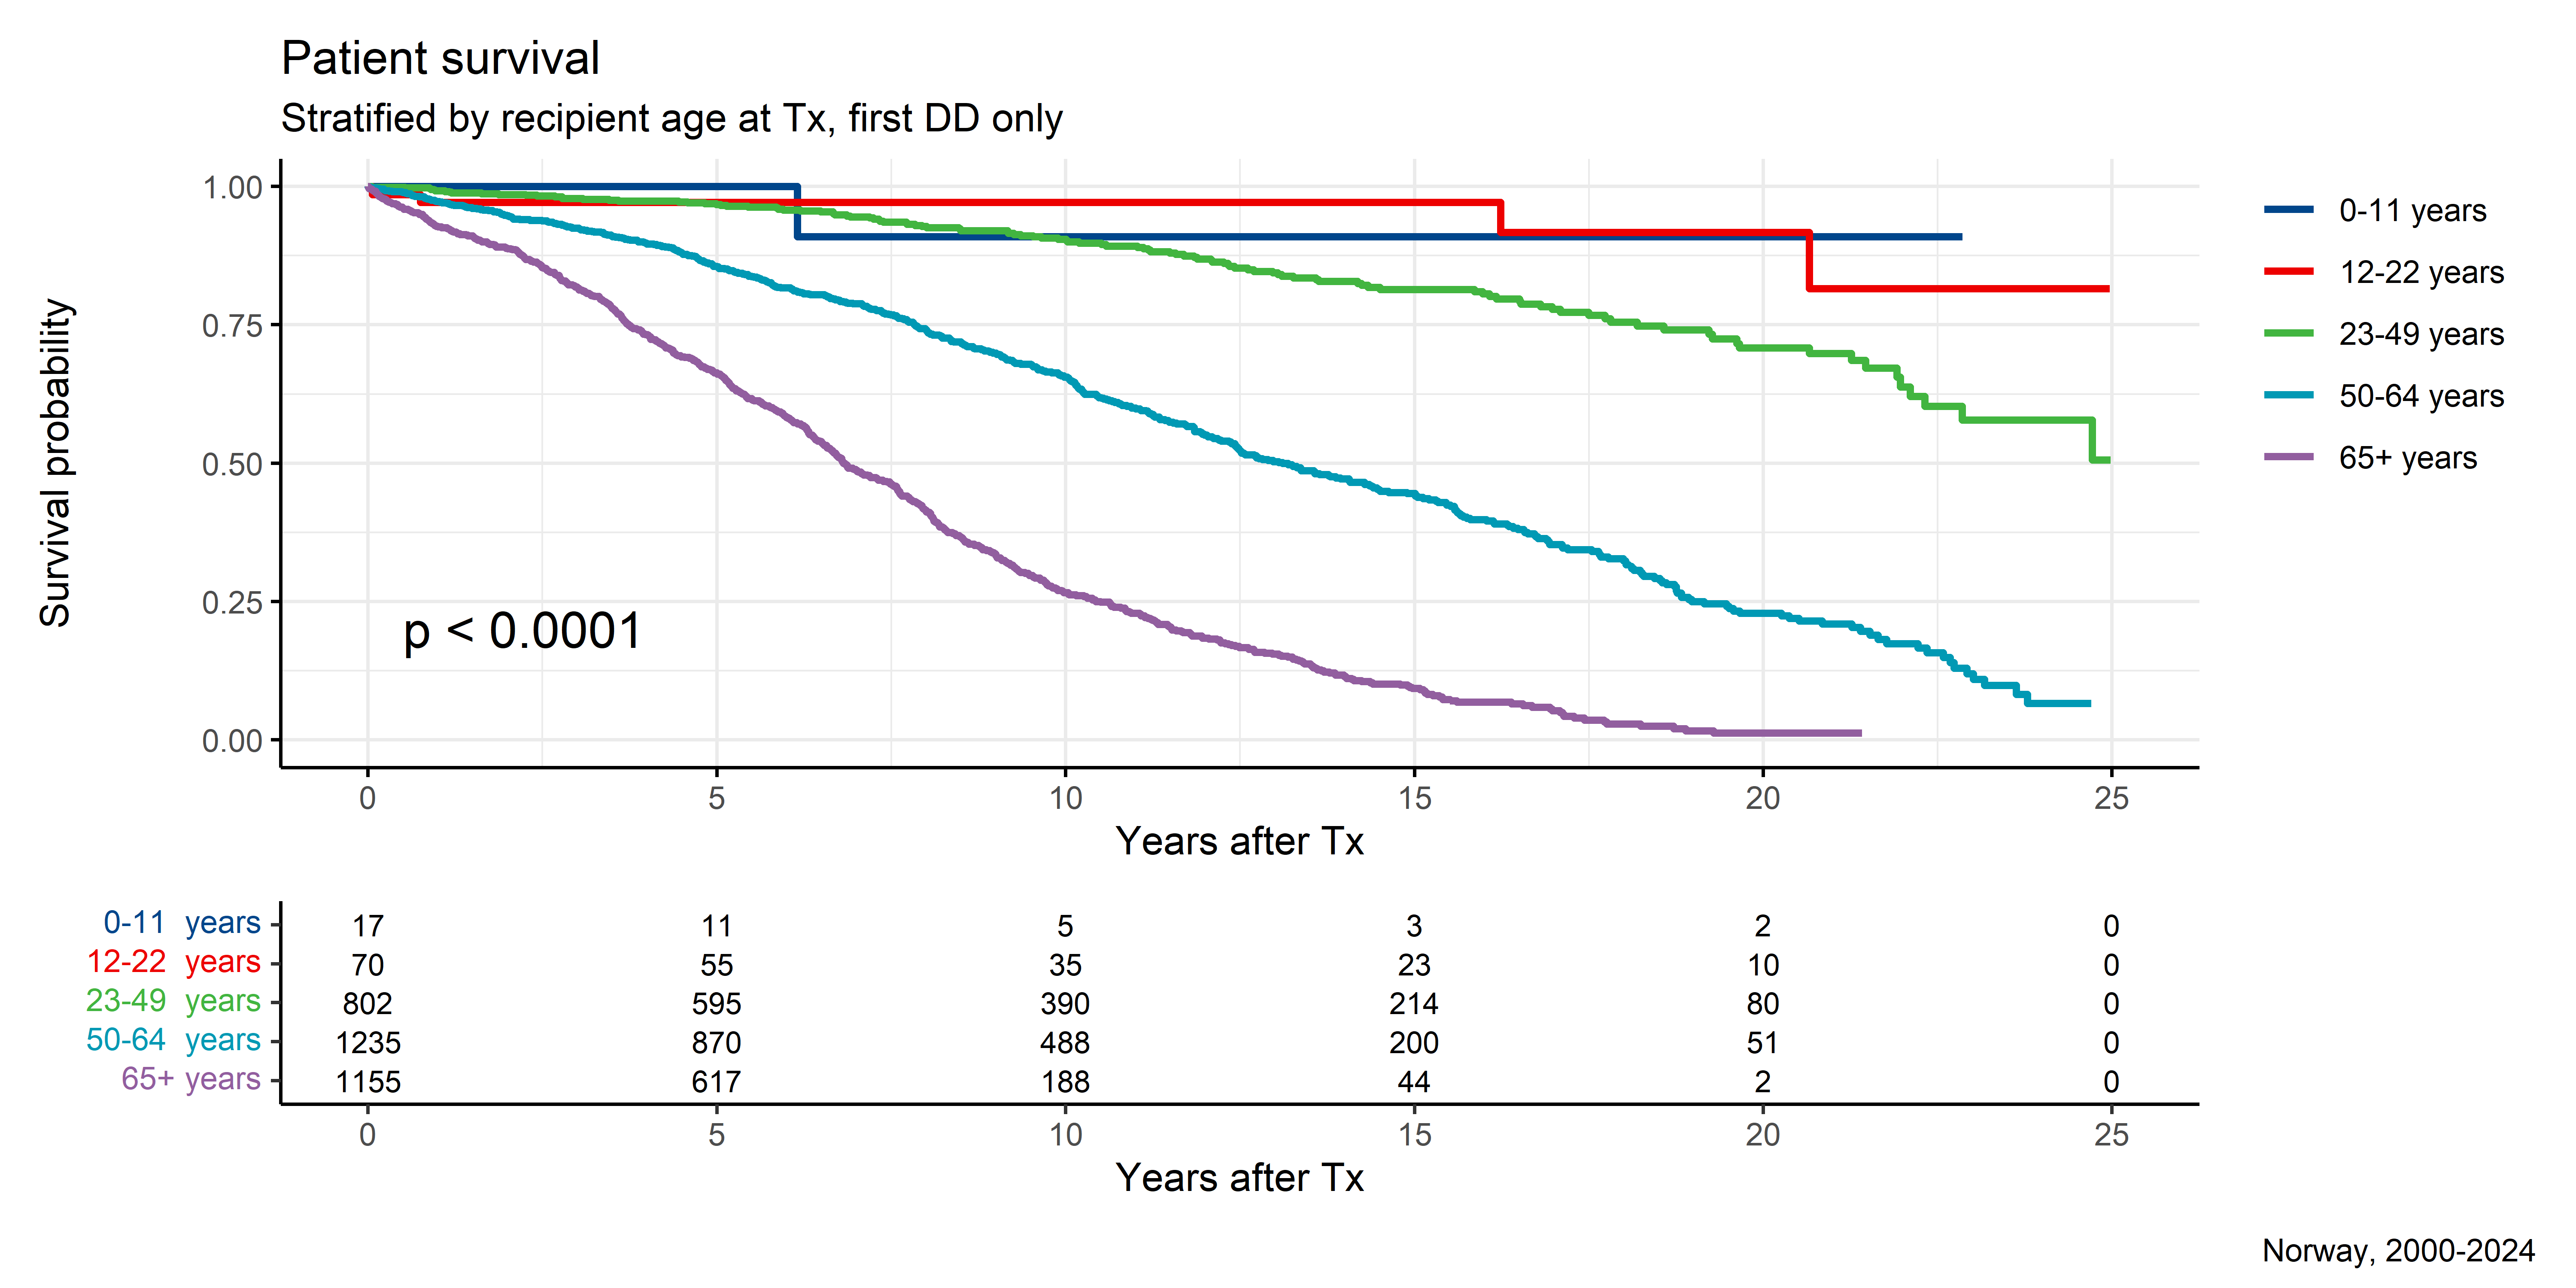 Patient survival
Stratified by recipient age at Tx, first DD only
Survival probability
1.00
0.75
0.50
0.25
0.00
p < 0.0001
0 5 10 15 20 25
Years after Tx
0-11 years
12-22 years
23-49 years
50-64 years
65+ years
0-11 years 17 11 5 3 2 0
12-22 years 70 55 35 23 10 0
23-49 years 802 595 390 214 80 0
50-64 years 1235 870 488 200 51 0
65+ years 1155 617 188 44 2 0
0 5 10 15 20 25
Years after Tx
Norway, 2000-2024